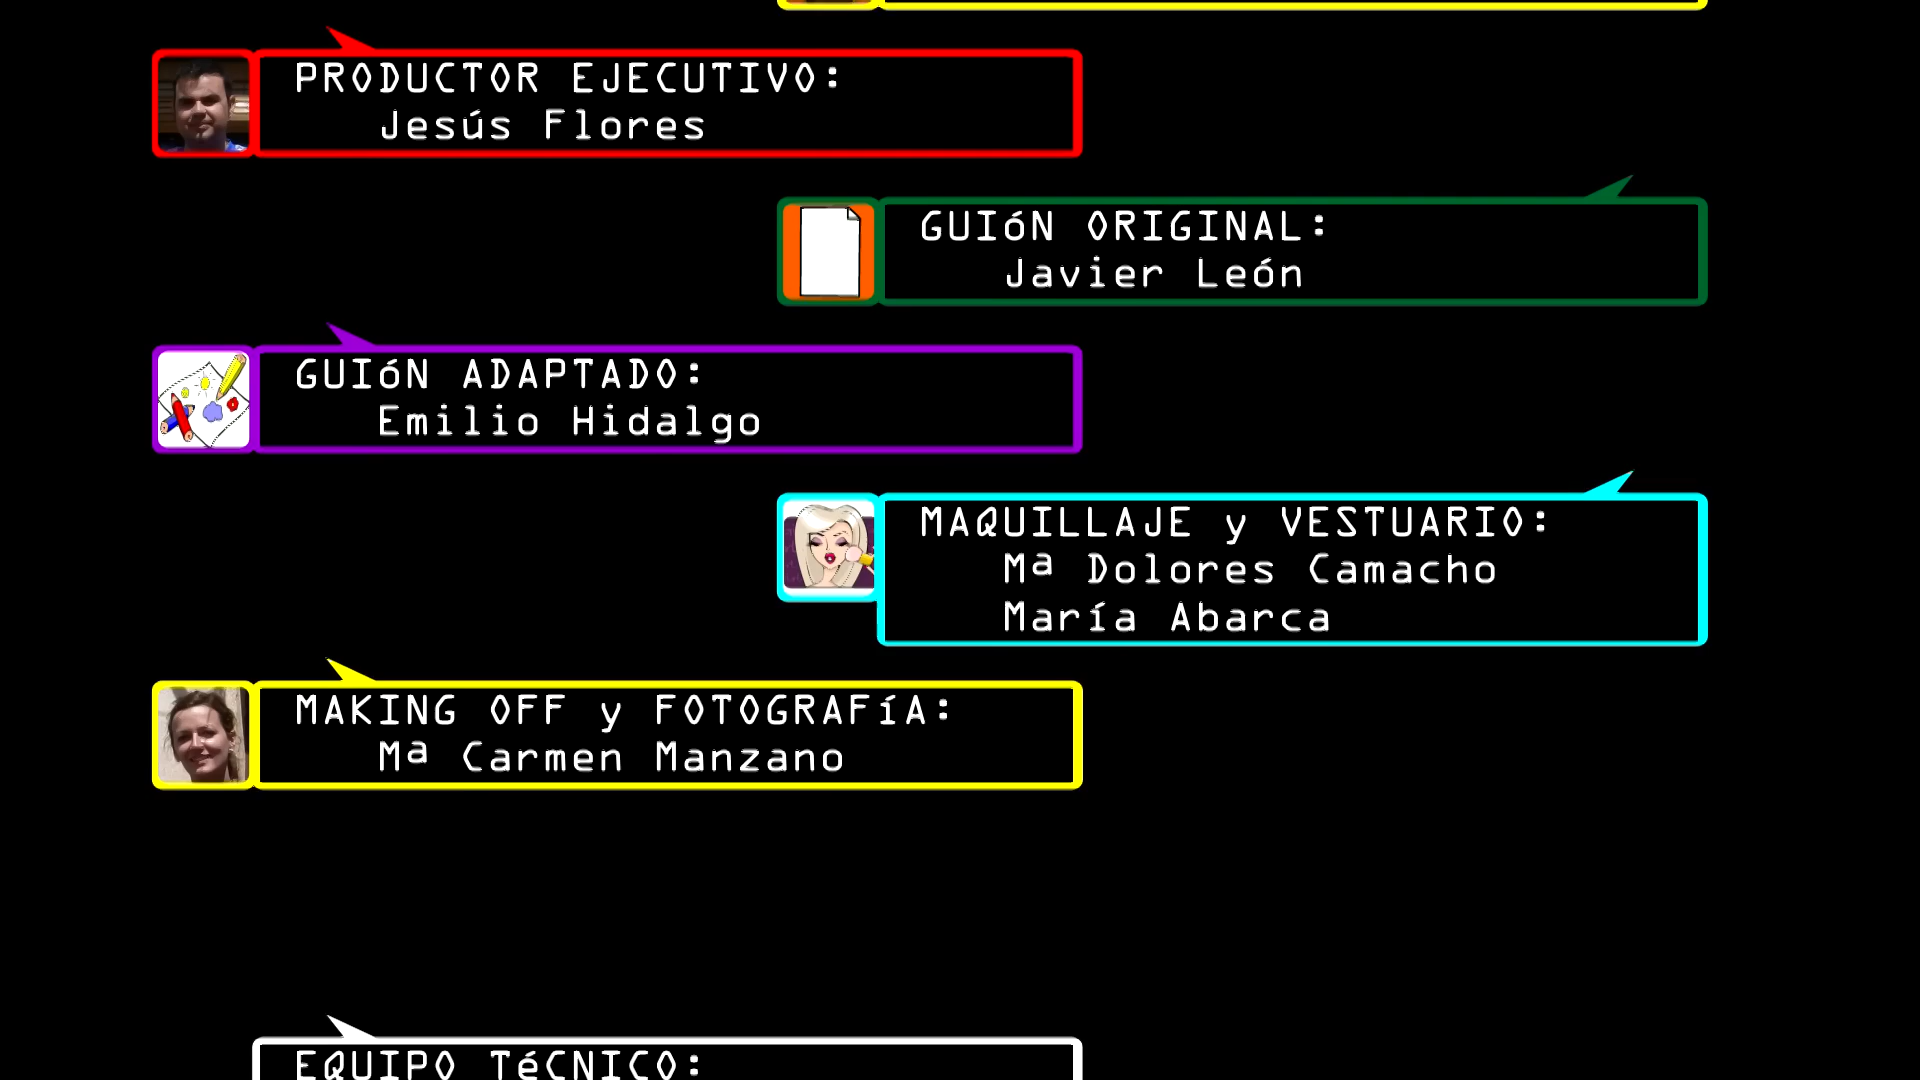 PRODUCTOR EJECUTIVO:
Jesús Flores
GUIóN ORIGINAL:
Javier León
GUIóN ADAPTADO:
Emilio Hidalgo
MAQUILLAJE y VESTUARIO:
Mª Dolores Camacho
María Abarca
MAKING OFF y FOTOGRAFíA:
Mª Carmen Manzano
EQUIPO TéCNICO: